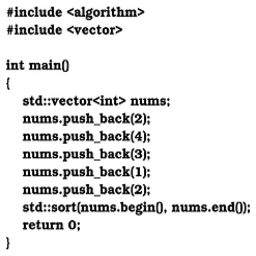 #include <algorithm>
#include <vector>
int main()
{
std::vector<int> nums;
nums.push_back(2);
nums.push_back(4);
nums.push_back(3);
nums.push_back(1);
nums.push_back(2);
std::sort(nums.begin(), nums.end());
return 0;
}